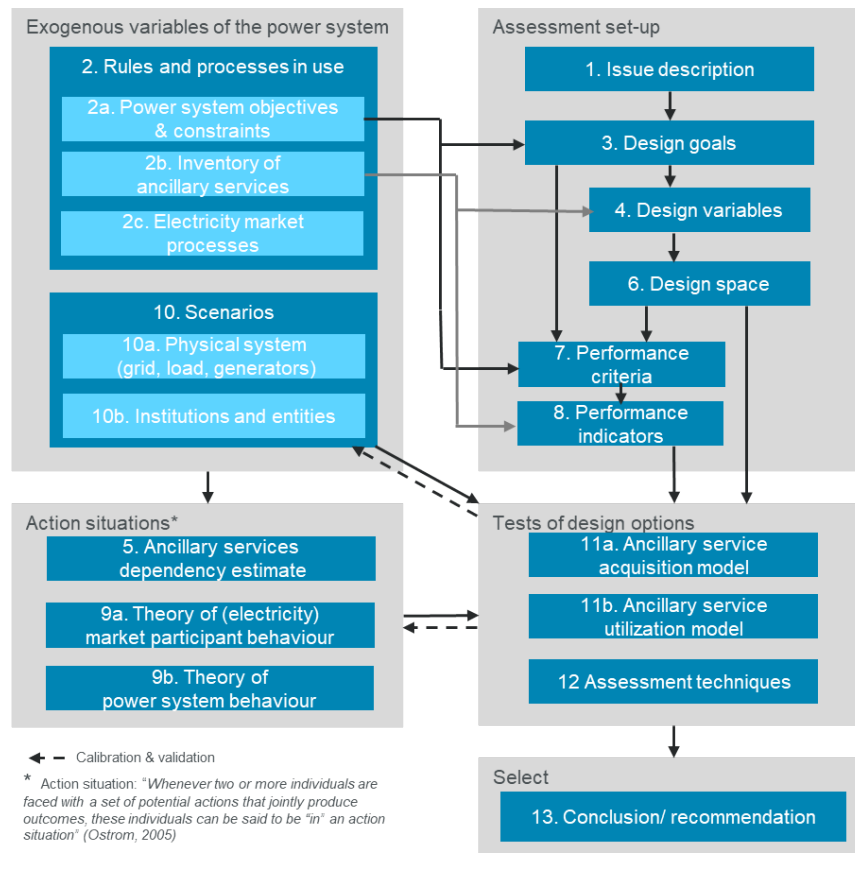 Exogenous variables of the power system
2. Rules and processes in use
2a. Power system objectives
& constraints
2b. Inventory of
ancillary services
2c. Electricity market
processes
10. Scenarios
10a. Physical system
(grid, load, generators)
10b. Institutions and entities
Assessment set-up
1. Issue description
3. Design goals
4. Design variables
6. Design space
7. Performance
criteria
8. Performance
indicators
Action situations*
5. Ancillary services
dependency estimate
9a. Theory of (electricity)
market participant behaviour
9b. Theory of
power system behaviour
Tests of design options
11a. Ancillary service
acquisition model
11b. Ancillary service
utilization model
12 Assessment techniques
Calibration & validation
* Action situation: “Whenever two or more individuals are
faced with a set of potential actions that jointly produce
outcomes, these individuals can be said to be “in” an action
situation” (Ostrom, 2005)
Select
13. Conclusion/ recommendation